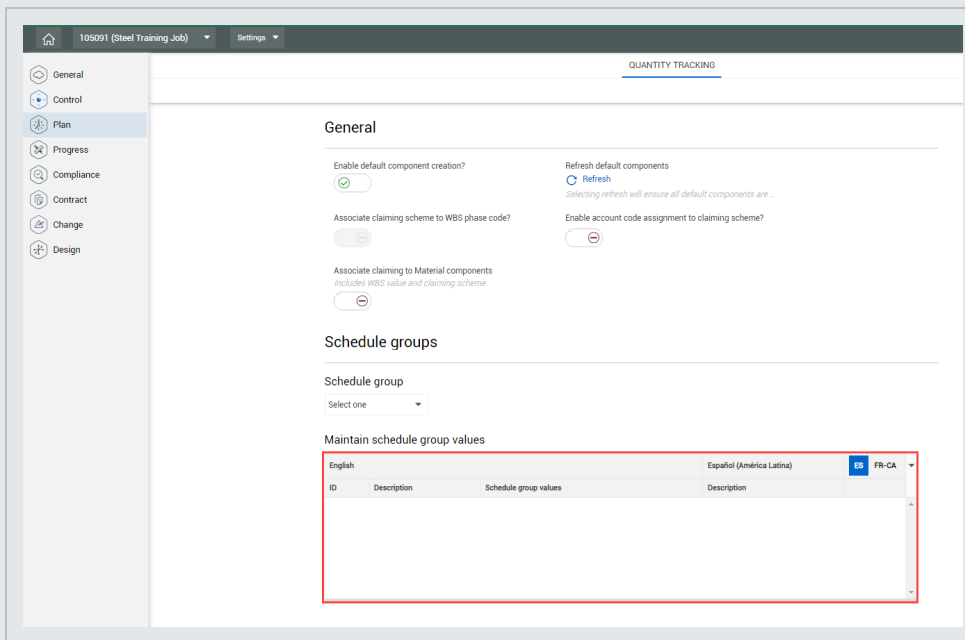 105091 (Steel Training Job) Settings
General
Control
Plan
Progress
Compliance
Contract
Change
Design
QUANTITY TRACKING
General
Enable default component creation? Refresh default components
Refresh
Selecting refresh will ensure all default components are ...
Associate claiming scheme to WBS phase code? Enable account code assignment to claiming scheme?
Associate claiming to Material components
Includes WBS value and claiming scheme
Schedule groups
Schedule group
Select one
Maintain schedule group values
English Español (América Latina) ES FR-CA
ID Description Schedule group values Description